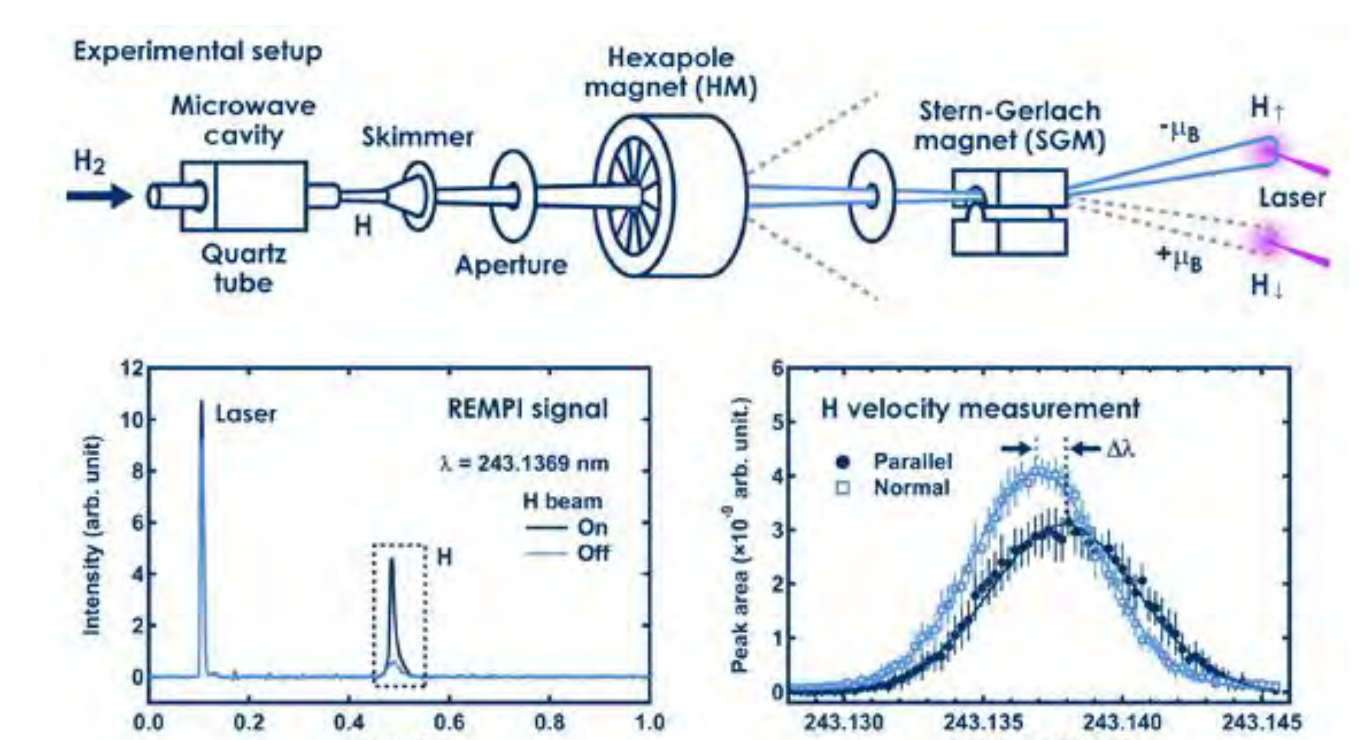 Experimental setup
Hexapole
magnet (HM)
Microwave
cavity
Skimmer
Stern-Gerlach
magnet (SGM)
-μB
H↑
H2
H
Laser
Quartz
tube
Aperture
+μB
H↓
12
10
8
6
4
2
0
Intensity (arb. unit)
Laser
REMPI signal
λ = 243.1369 nm
H beam
On
Off
H
0.0 0.2 0.4 0.6 0.8 1.0
6
5
4
3
2
1
0
Peak area (×10-9 arb. unit.)
H velocity measurement
Δλ
Parallel
Normal
243.130 243.135 243.140 243.145